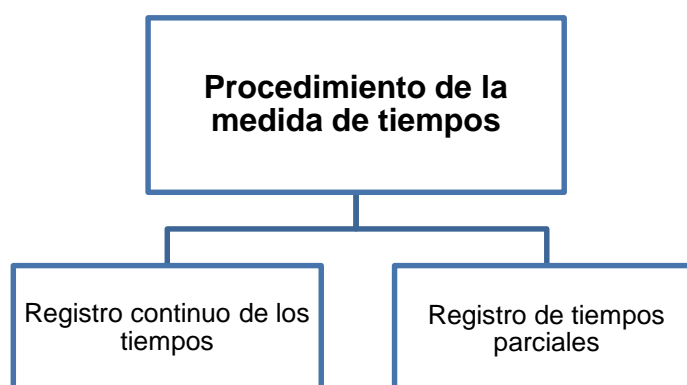 Procedimiento de la
medida de tiempos
Registro continuo de los
tiempos
Registro de tiempos
parciales